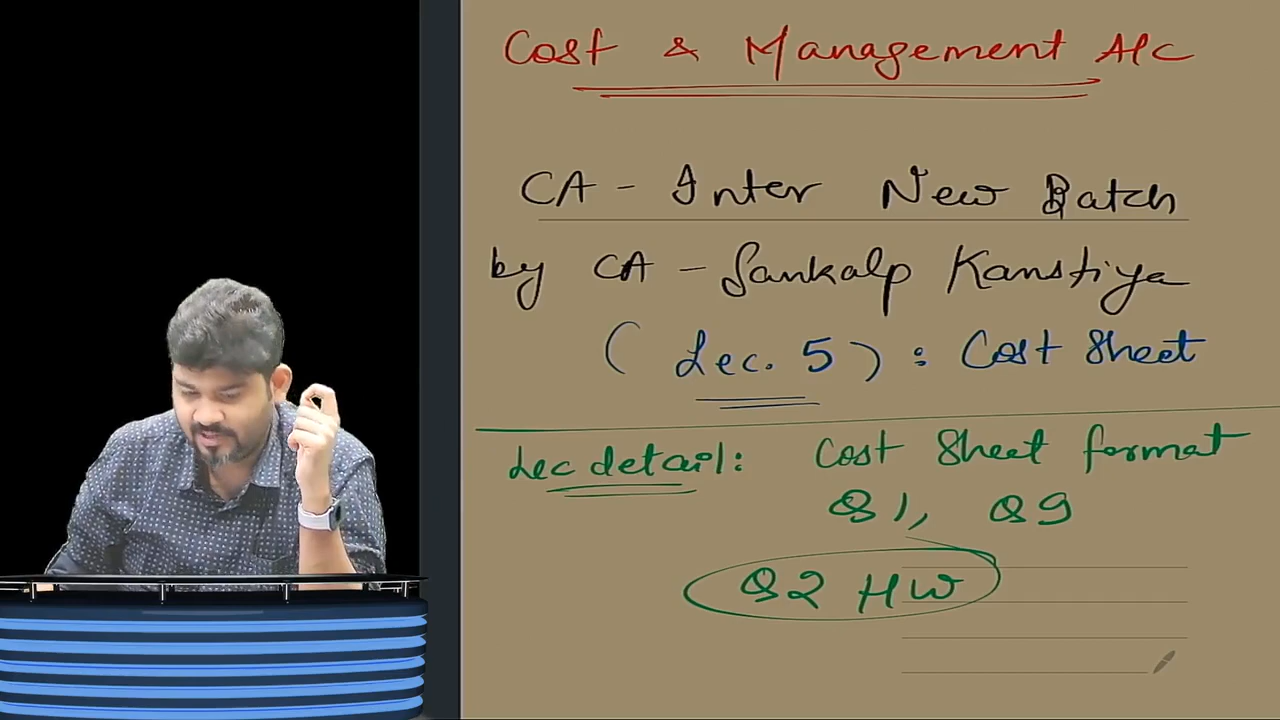 Cost & Management A/c
CA - Inter New Batch
by CA - Sankalp Kanstiya
(Lec. 5) : Cost Sheet
Lec detail: Cost Sheet format
Q1, Q9
Q2 HW